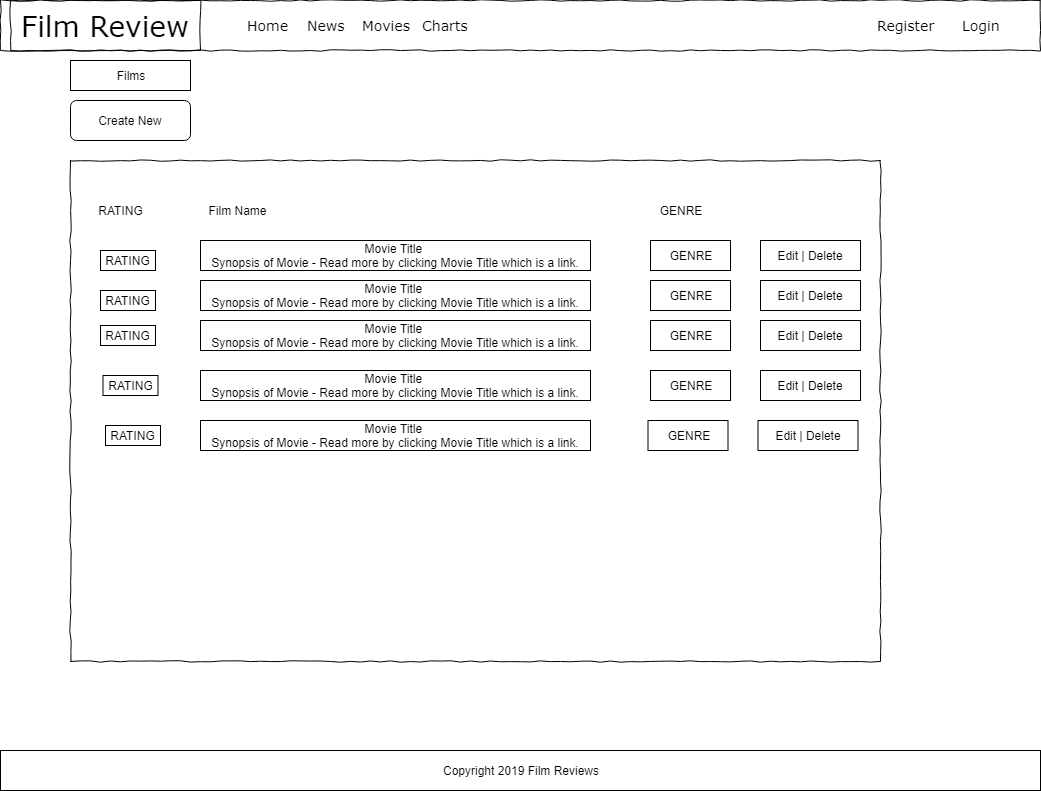 Film Review
Home News Movies Charts
Register Login
Films
Create New
RATING Film Name GENRE
Movie Title
RATING Synopsis of Movie - Read more by clicking Movie Title which is a link. GENRE Edit | Delete
Movie Title
RATING Synopsis of Movie - Read more by clicking Movie Title which is a link. GENRE Edit | Delete
Movie Title
RATING Synopsis of Movie - Read more by clicking Movie Title which is a link. GENRE Edit | Delete
Movie Title
RATING Synopsis of Movie - Read more by clicking Movie Title which is a link. GENRE Edit | Delete
Movie Title
RATING Synopsis of Movie - Read more by clicking Movie Title which is a link. GENRE Edit | Delete
Copyright 2019 Film Reviews